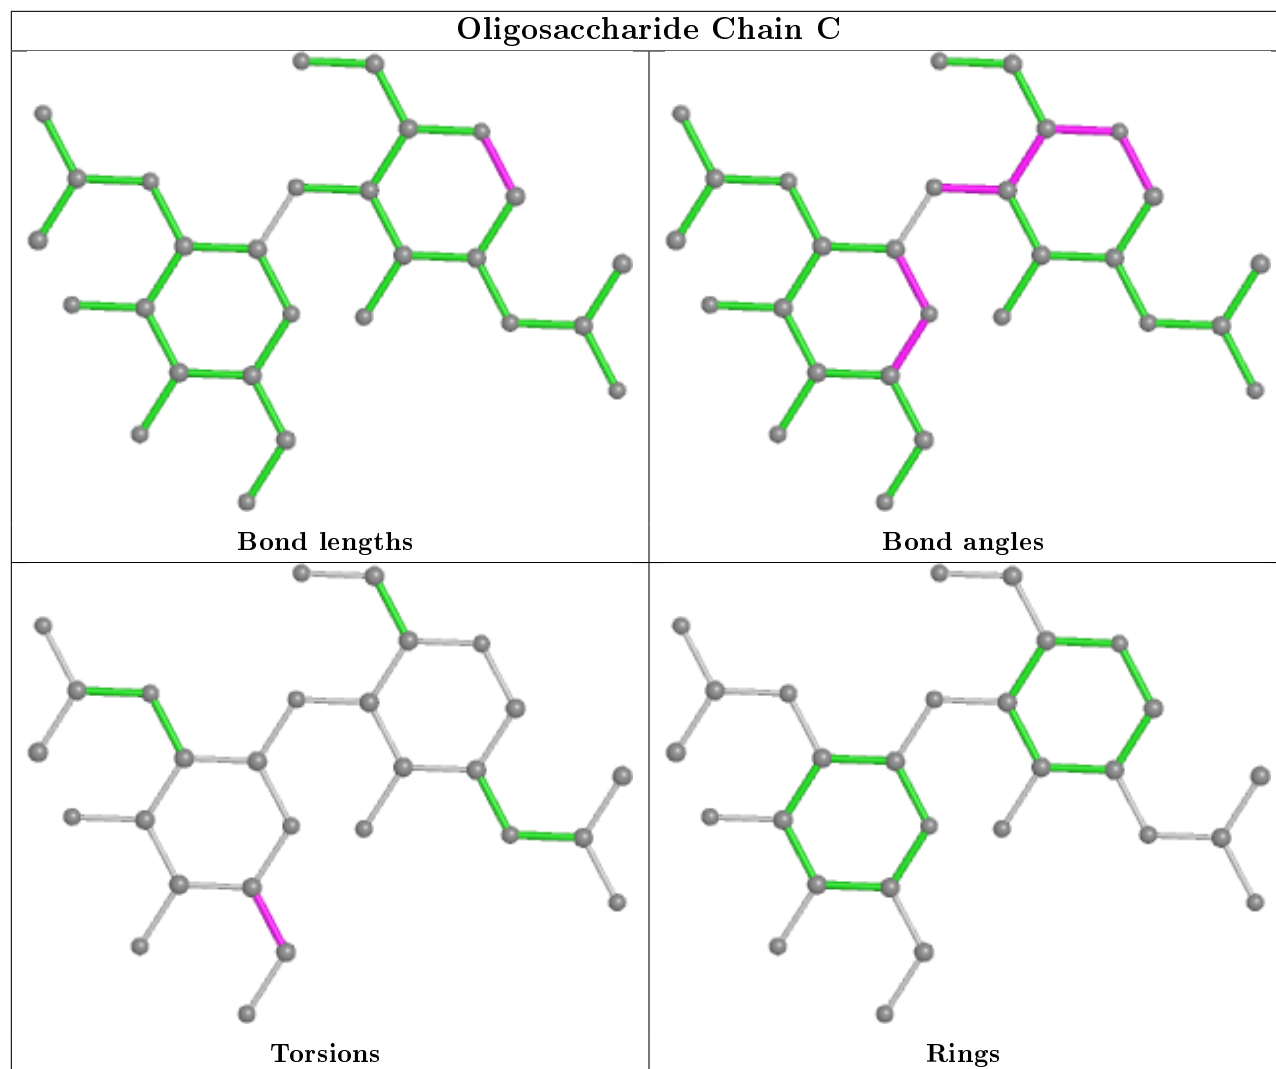 Oligosaccharide Chain C
Bond lengths
Bond angles
Torsions
Rings